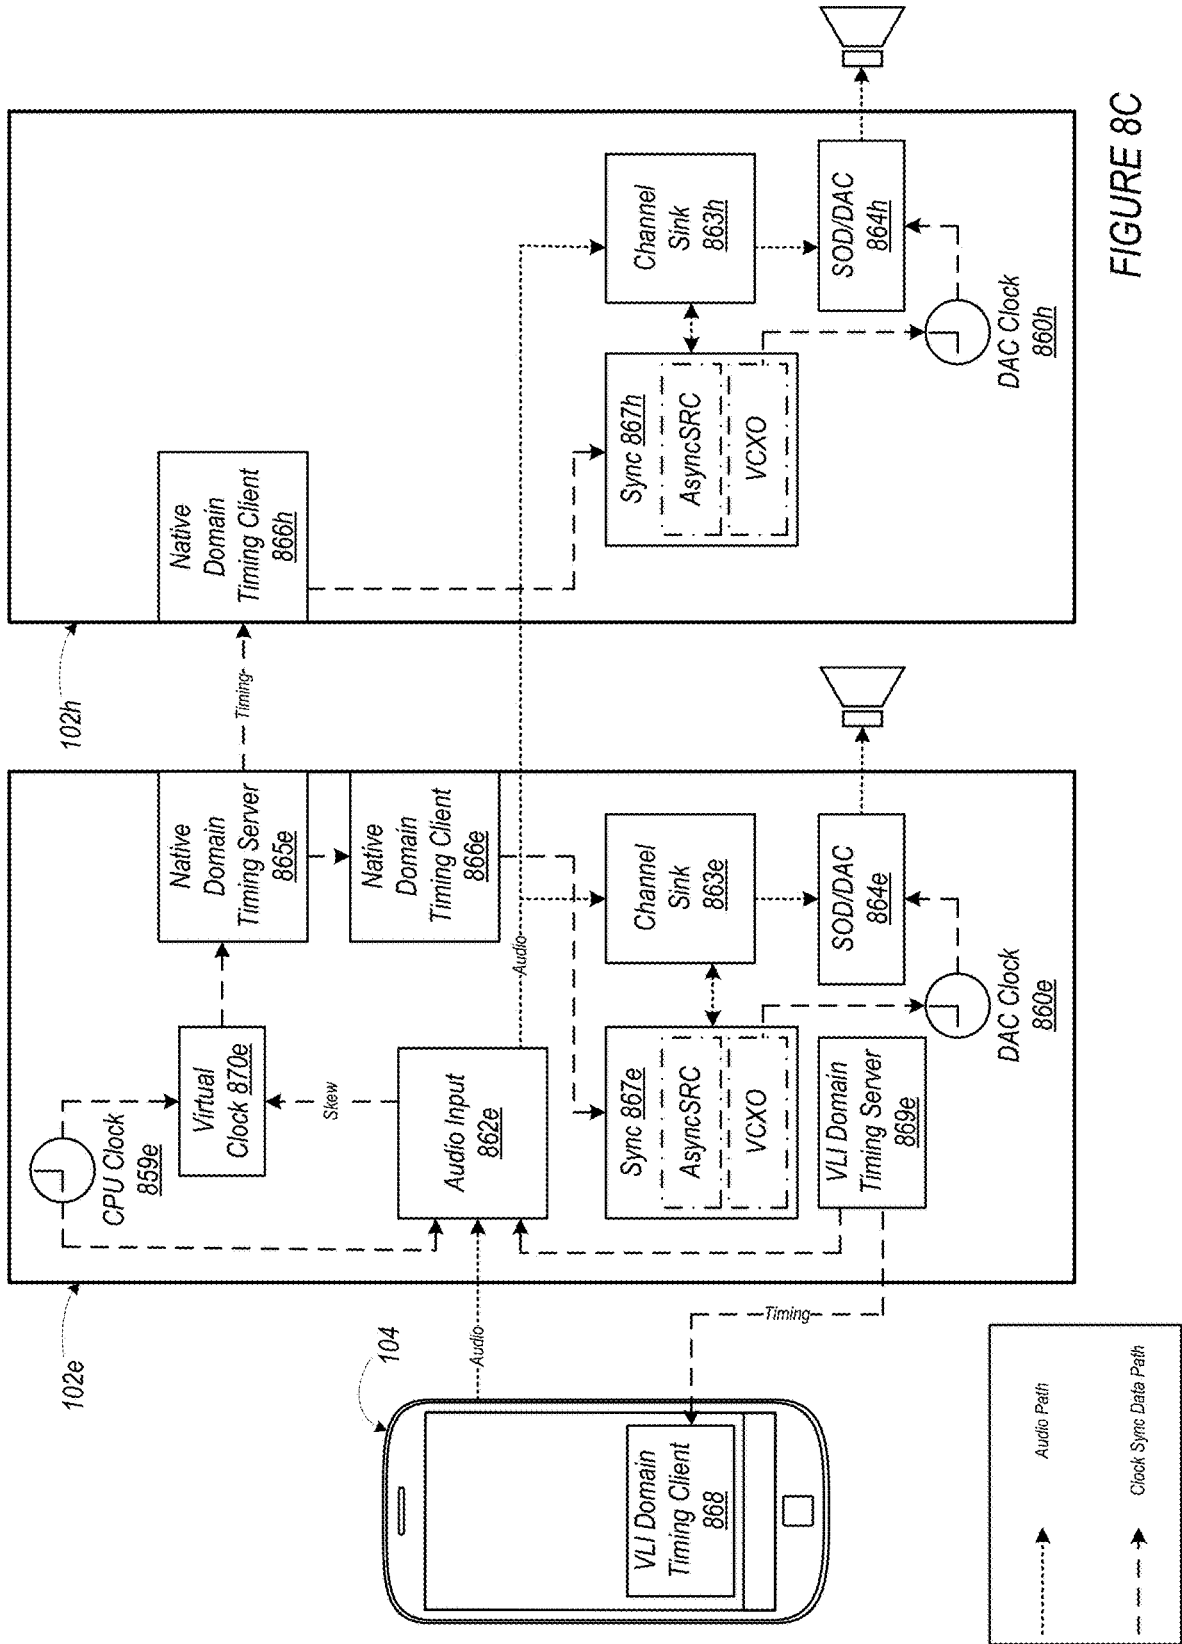 102e
CPU Clock
859e
Virtual
Clock 870e
Native
Domain
Timing Server
865e
Timing
102h
Native
Domain
Timing Client
866h
Native
Domain
Timing Client
866e
Skew
104
Audio
Audio Input
862e
Audio
VLI Domain
Timing Client
868
Timing
Sync 867e
AsyncSRC
VCXO
Channel
Sink
863e
VLI Domain
Timing Server
869e
SOD/DAC
864e
DAC Clock
860e
Sync 867h
AsyncSRC
VCXO
Channel
Sink
863h
SOD/DAC
864h
DAC Clock
860h
Audio Path
Clock Sync Data Path
FIGURE 8C